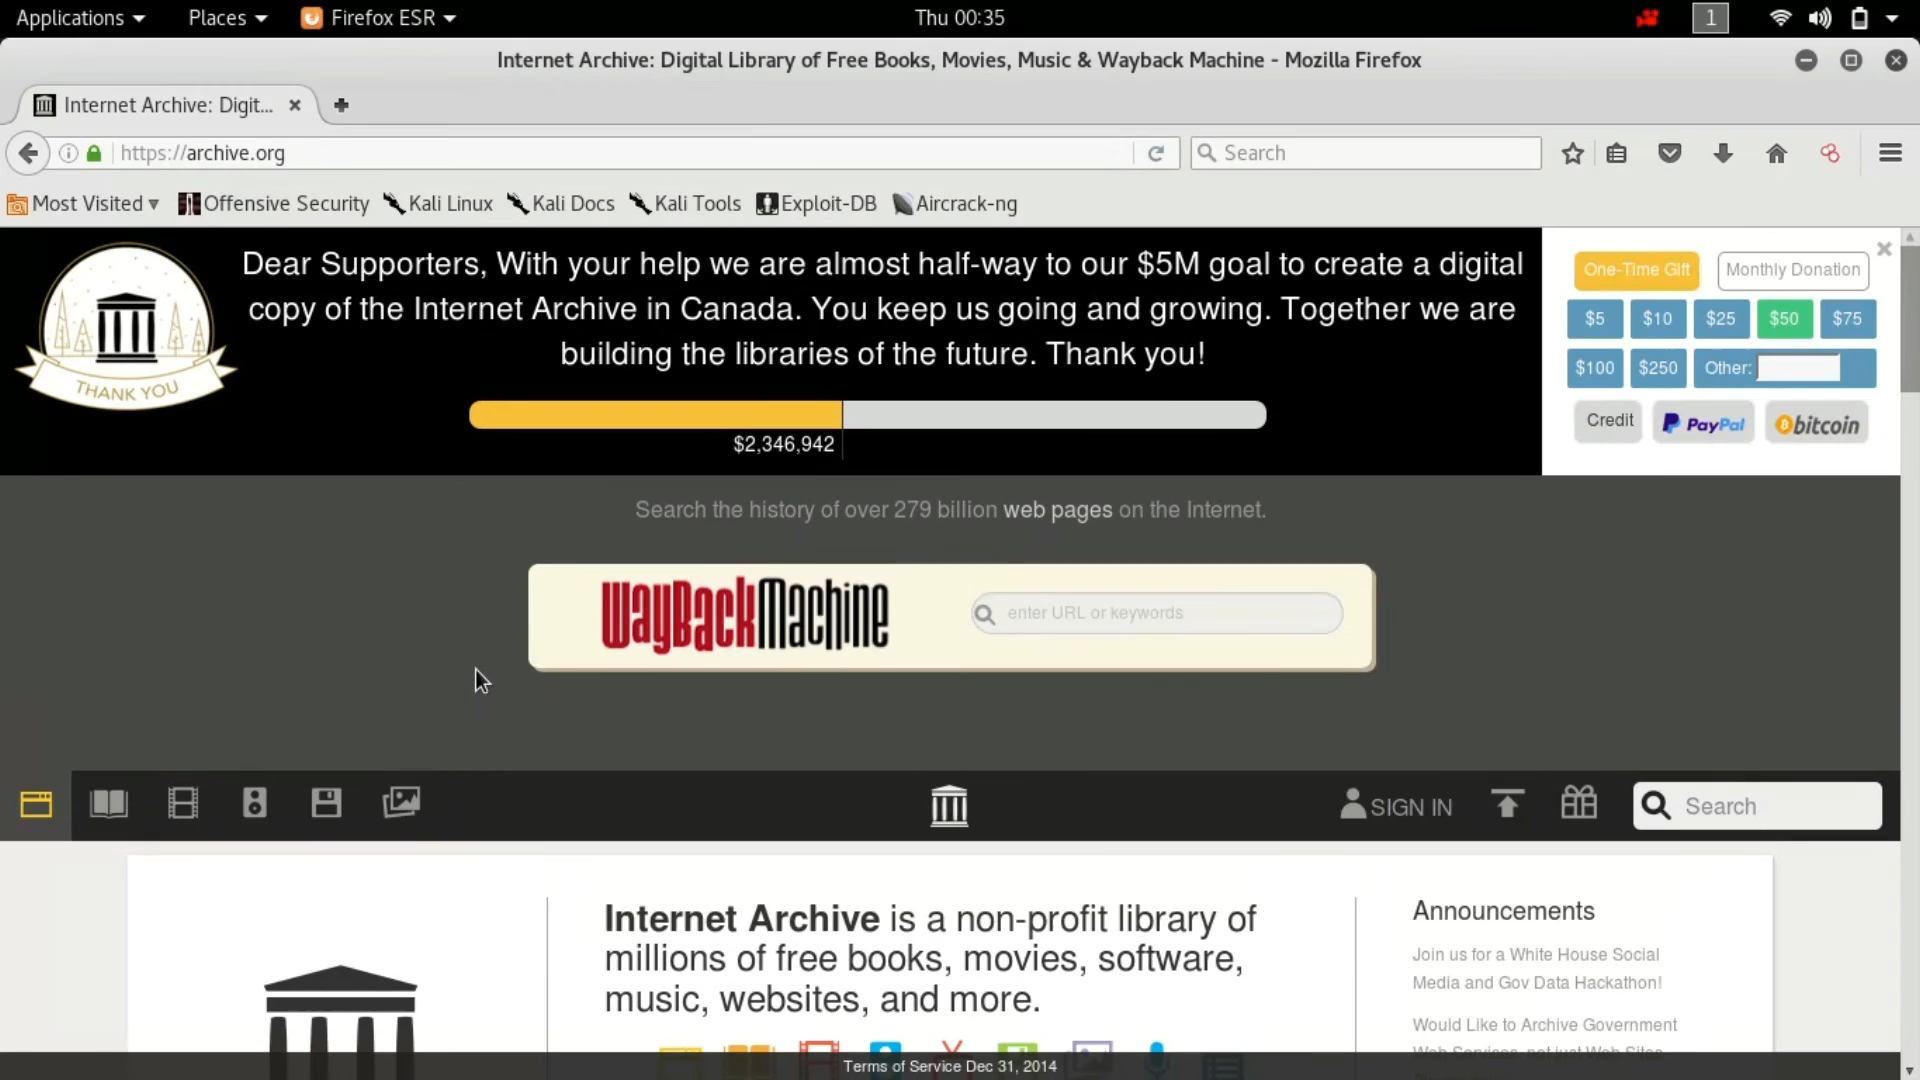 Applications Places Firefox ESR Thu 00:35 1
Internet Archive: Digital Library of Free Books, Movies, Music & Wayback Machine - Mozilla Firefox
Internet Archive: Digit...
https://archive.org Search
Most Visited Offensive Security Kali Linux Kali Docs Kali Tools Exploit-DB Aircrack-ng
Dear Supporters, With your help we are almost half-way to our $5M goal to create a digital
copy of the Internet Archive in Canada. You keep us going and growing. Together we are
building the libraries of the future. Thank you!
THANK YOU
$2,346,942
One-Time Gift Monthly Donation
$5 $10 $25 $50 $75
$100 $250 Other:
Credit PayPal bitcoin
Search the history of over 279 billion web pages on the Internet.
WayBackMachine enter URL or keywords
SIGN IN Search
Internet Archive is a non-profit library of
millions of free books, movies, software,
music, websites, and more.
Announcements
Join us for a White House Social
Media and Gov Data Hackathon!
Would Like to Archive Government
Terms of Service Dec 31, 2014